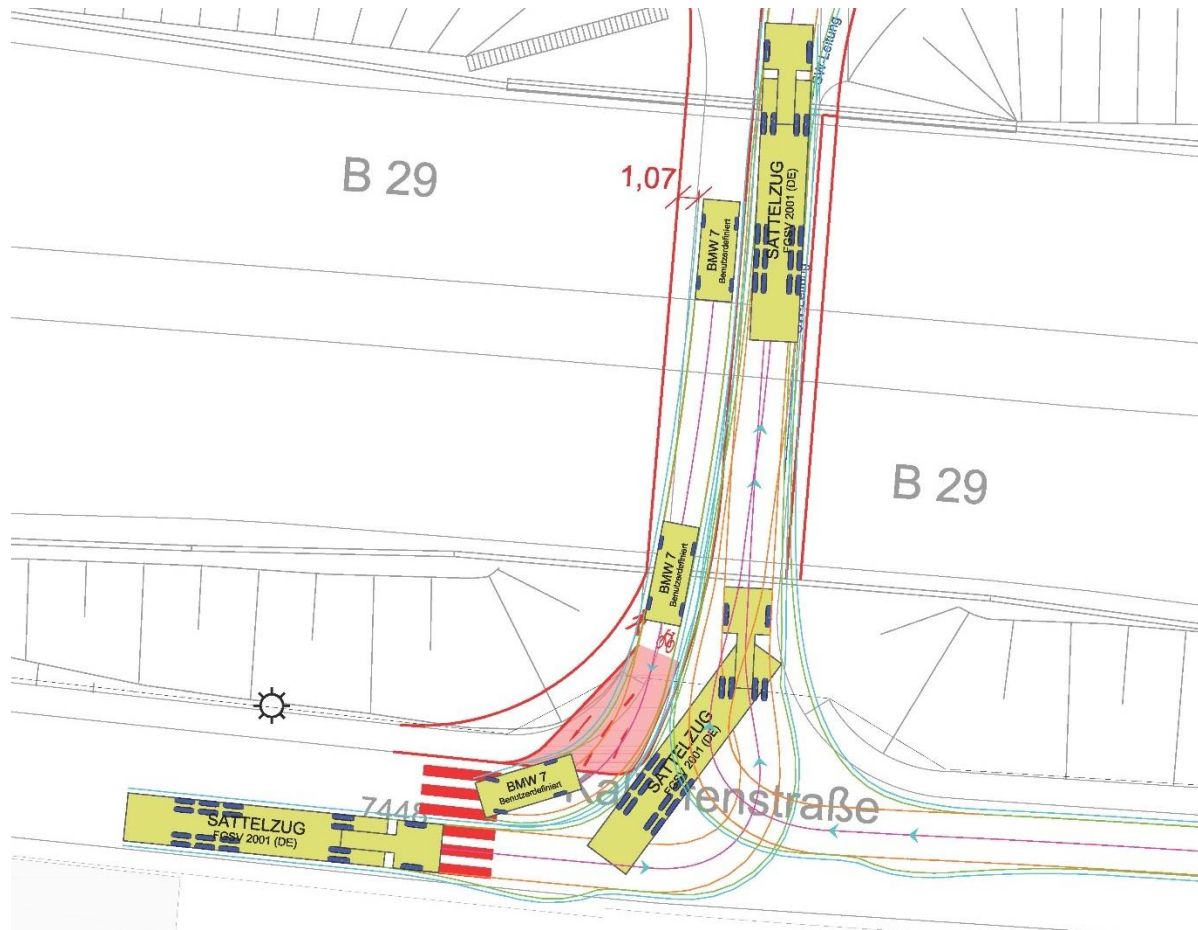 SW-Leitung
B 29
1,07
BMW 7
Benutzerdefiniert
SATTELZUG
FGSV 2001 (DE)
B 29
BMW 7
Benutzerdefiniert
SATTELZUG
FGSV 2001 (DE)
BMW 7
Benutzerdefiniert
7448
SATTELZUG
FGSV 2001 (DE)